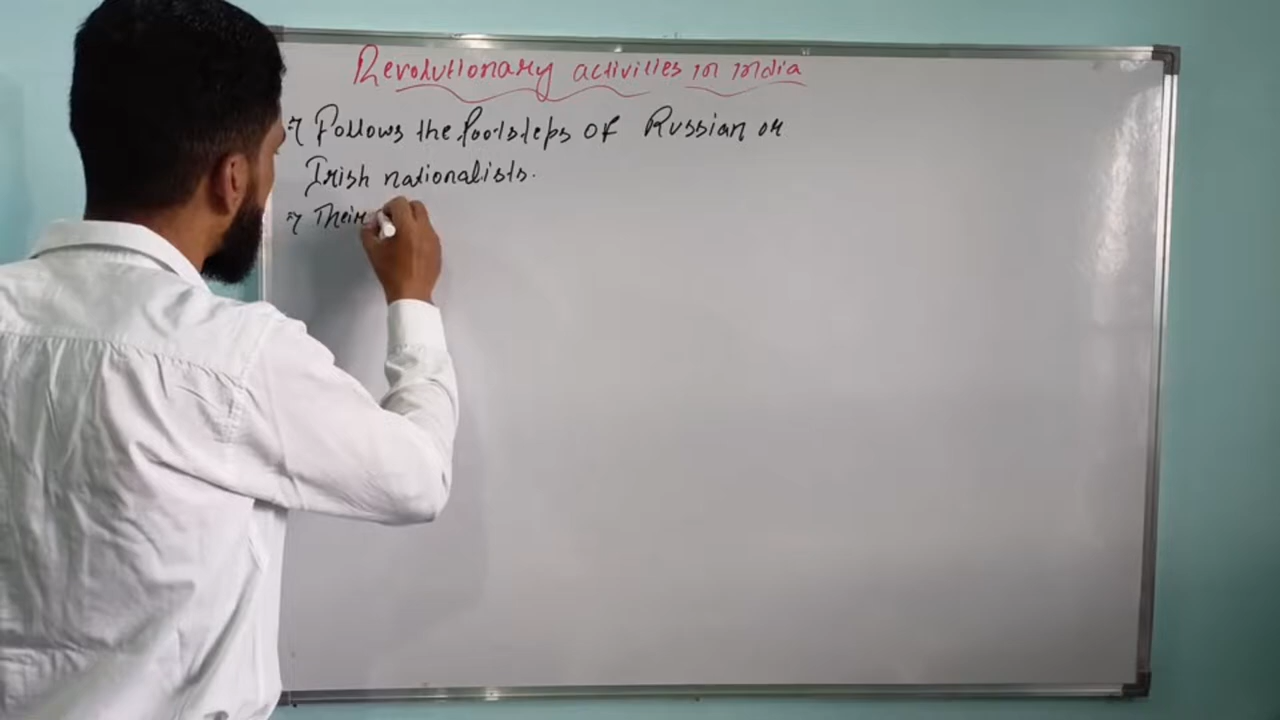 Revolutionary activities in India
→ Follows the footsteps of Russian or
Irish nationalists.
→ Their